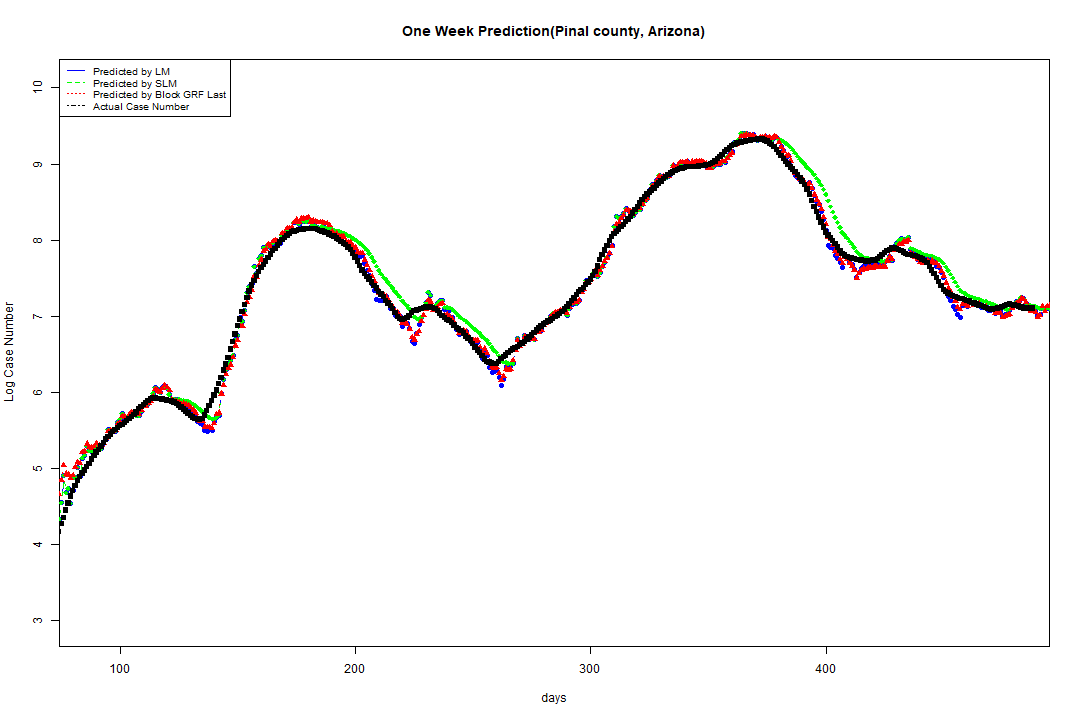 One Week Prediction(Pinal county, Arizona)
Predicted by LM
Predicted by SLM
Predicted by Block GRF Last
Actual Case Number
10
9
8
7
6
5
4
3
Log Case Number
100
200
300
400
days